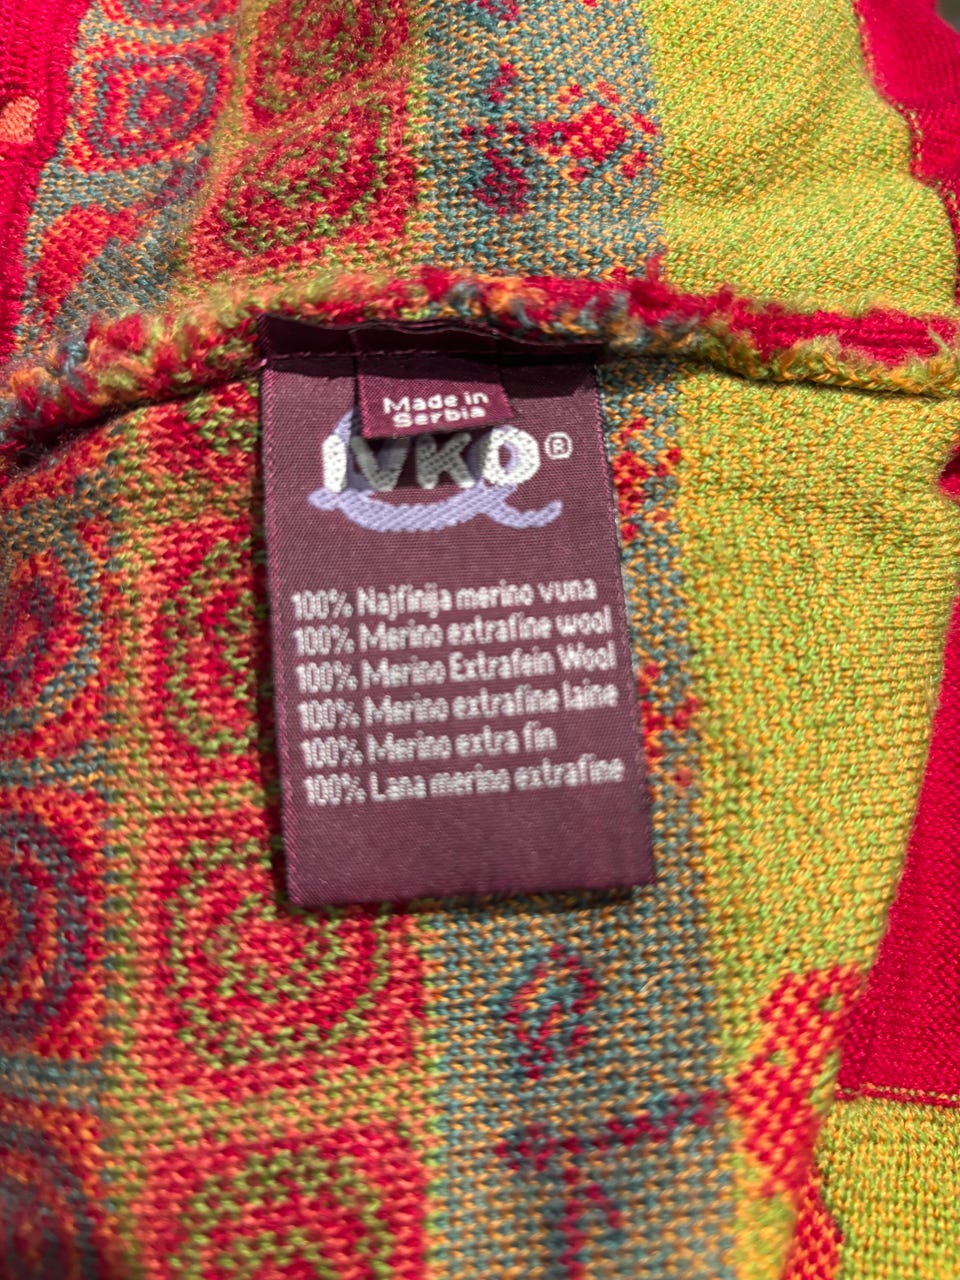 Made in
Serbia
IVKO®
100% Najfinija merino vuna
100% Merino extrafine wool
100% Merino Extrafein Wool
100% Merino extrafine laine
100% Merino extra fin
100% Lana merino extrafine